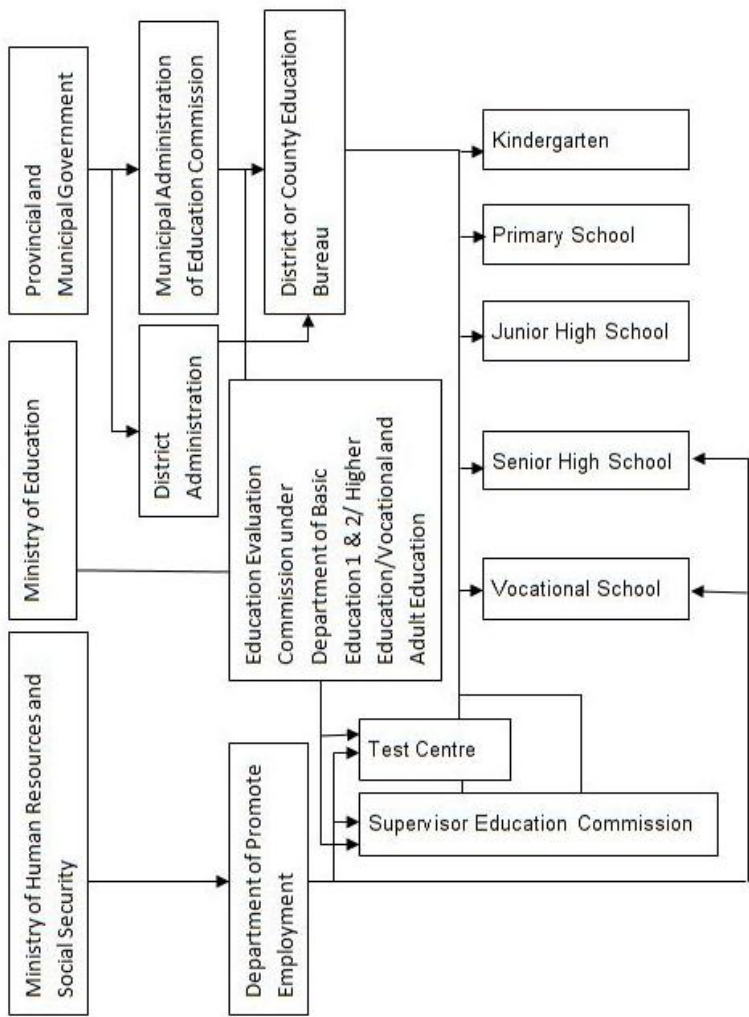 Ministry of Human Resources and
Social Security
Ministry of Education
Provincial and
Municipal Government
District
Administration
Municipal Administration
of Education Commission
Department of Promote
Employment
Education Evaluation
Commission under
Department of Basic
Education 1 & 2/ Higher
Education/Vocational and
Adult Education
District or County Education
Bureau
Test Centre
Supervisor Education Commission
Vocational School
Senior High School
Junior High School
Primary School
Kindergarten